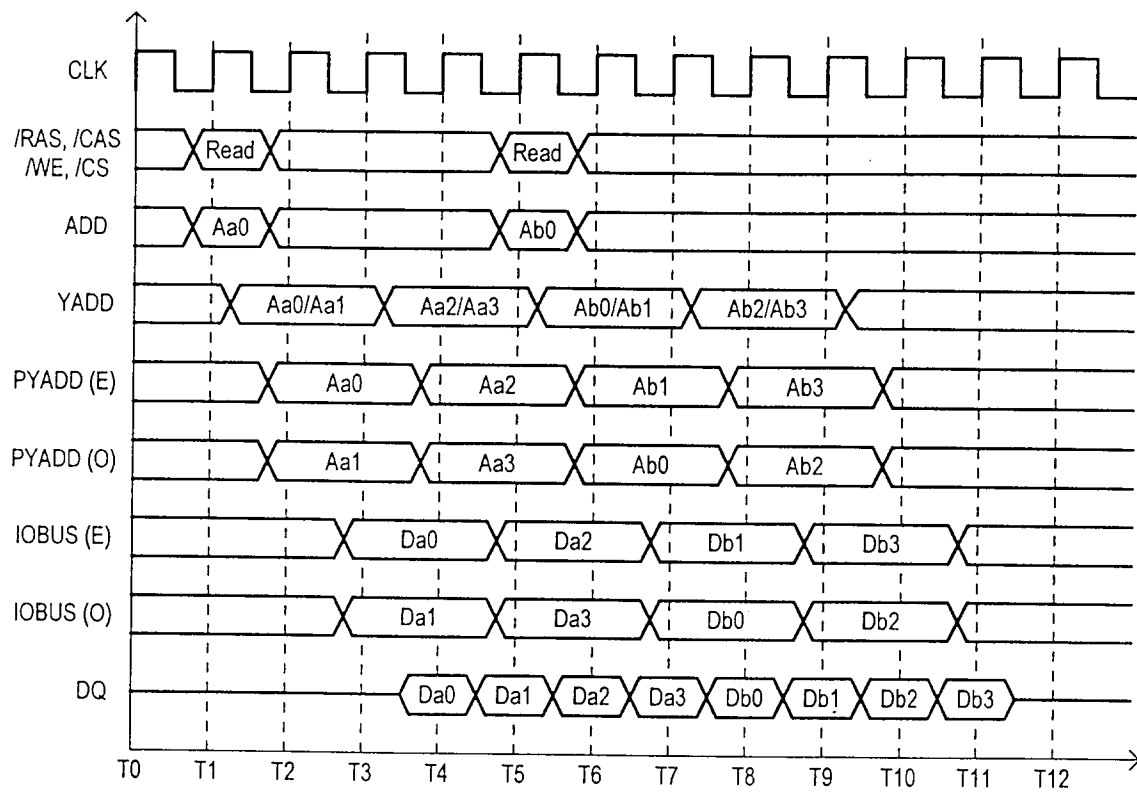 CLK
/RAS, /CAS
/WE, /CS
Read Read
ADD
Aa0 Ab0
YADD
Aa0/Aa1 Aa2/Aa3 Ab0/Ab1 Ab2/Ab3
PYADD (E)
Aa0 Aa2 Ab1 Ab3
PYADD (O)
Aa1 Aa3 Ab0 Ab2
IOBUS (E)
Da0 Da2 Db1 Db3
IOBUS (O)
Da1 Da3 Db0 Db2
DQ
Da0 Da1 Da2 Da3 Db0 Db1 Db2 Db3
T0 T1 T2 T3 T4 T5 T6 T7 T8 T9 T10 T11 T12